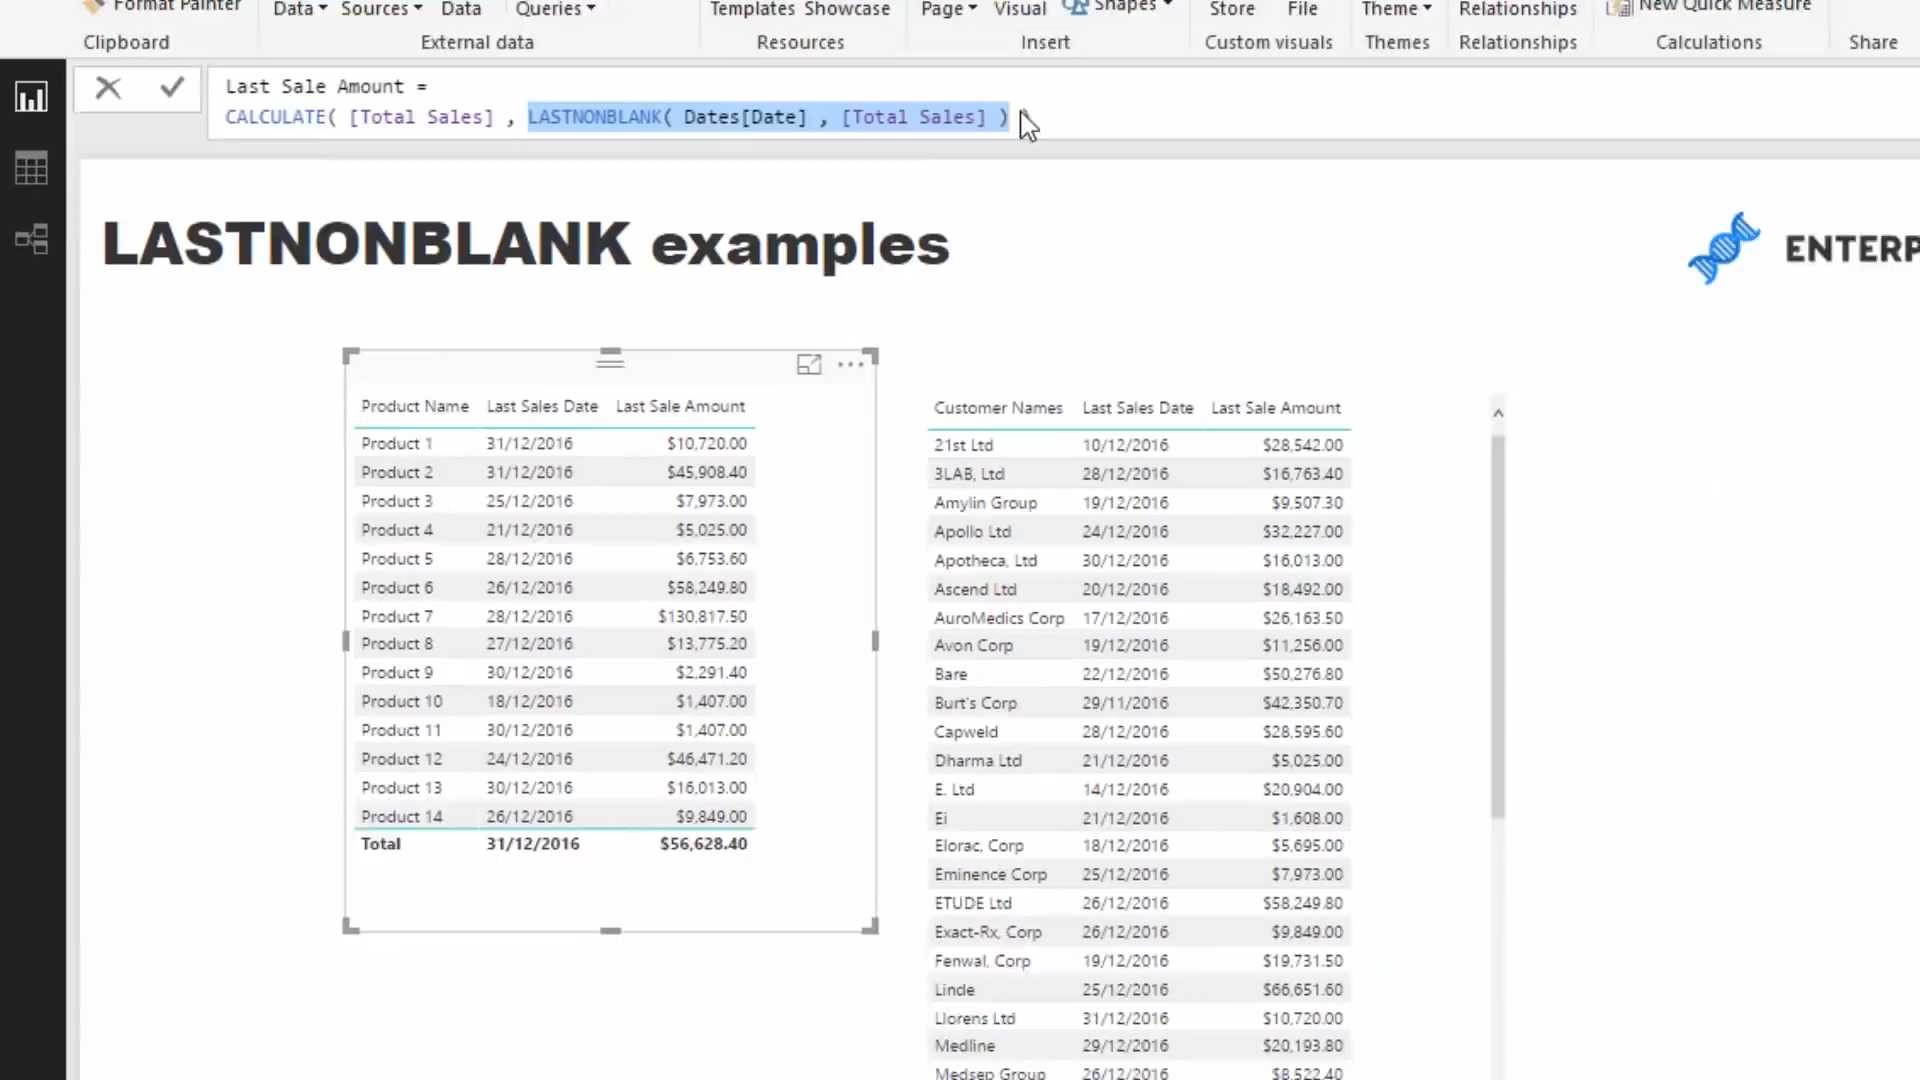 Format Painter
Data Sources Data Queries
Templates Showcase
Page Visual Shapes
Store File
Theme
Relationships
New Quick Measure
Clipboard
External data
Resources
Insert
Custom visuals
Themes
Relationships
Calculations
Share
Last Sale Amount =
CALCULATE( [Total Sales] , LASTNONBLANK( Dates[Date] , [Total Sales] )
LASTNONBLANK examples
ENTERP
Product Name Last Sales Date Last Sale Amount
Product 1 31/12/2016 $10,720.00
Product 2 31/12/2016 $45,908.40
Product 3 25/12/2016 $7,973.00
Product 4 21/12/2016 $5,025.00
Product 5 28/12/2016 $6,753.60
Product 6 26/12/2016 $58,249.80
Product 7 28/12/2016 $130,817.50
Product 8 27/12/2016 $13,775.20
Product 9 30/12/2016 $2,291.40
Product 10 18/12/2016 $1,407.00
Product 11 30/12/2016 $1,407.00
Product 12 24/12/2016 $46,471.20
Product 13 30/12/2016 $16,013.00
Product 14 26/12/2016 $9,849.00
Total 31/12/2016 $56,628.40
Customer Names Last Sales Date Last Sale Amount
21st Ltd 10/12/2016 $28,542.00
3LAB, Ltd 28/12/2016 $16,763.40
Amylin Group 19/12/2016 $9,507.30
Apollo Ltd 24/12/2016 $32,227.00
Apotheca, Ltd 30/12/2016 $16,013.00
Ascend Ltd 20/12/2016 $18,492.00
AuroMedics Corp 17/12/2016 $26,163.50
Avon Corp 19/12/2016 $11,256.00
Bare 22/12/2016 $50,276.80
Burt's Corp 29/11/2016 $42,350.70
Capweld 28/12/2016 $28,595.60
Dharma Ltd 21/12/2016 $5,025.00
E. Ltd 14/12/2016 $20,904.00
Ei 21/12/2016 $1,608.00
Elorac, Corp 18/12/2016 $5,695.00
Eminence Corp 25/12/2016 $7,973.00
ETUDE Ltd 26/12/2016 $58,249.80
Exact-Rx, Corp 26/12/2016 $9,849.00
Fenwal, Corp 19/12/2016 $19,731.50
Linde 25/12/2016 $66,651.60
Llorens Ltd 31/12/2016 $10,720.00
Medline 29/12/2016 $20,193.80
Medsep Group 26/12/2016 $8,522.40